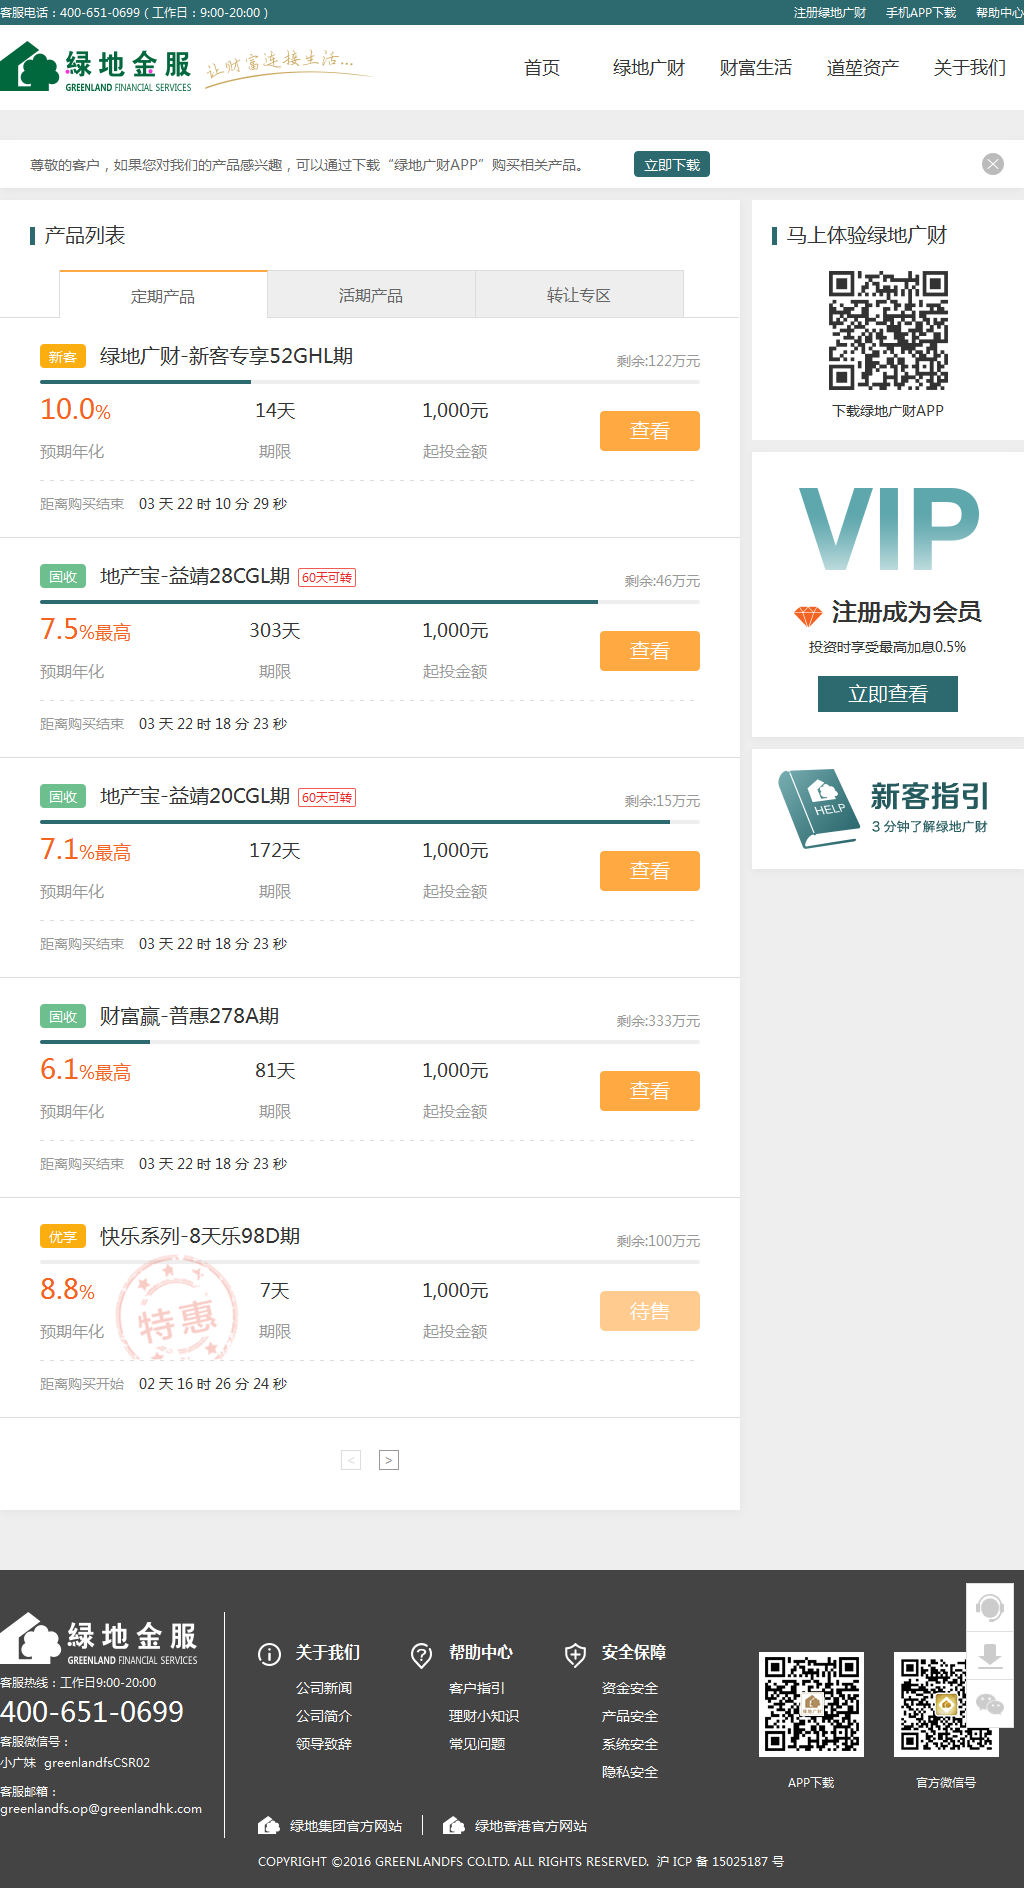 客服电话：400-651-0699（工作日：9:00-20:00）
注册绿地广财 手机APP下载 帮助中心
绿地金服
GREENLAND FINANCIAL SERVICES
让财富连接生活...
首页 绿地广财 财富生活 道堃资产 关于我们
尊敬的客户，如果您对我们的产品感兴趣，可以通过下载“绿地广财APP”购买相关产品。 立即下载
产品列表
定期产品 活期产品 转让专区
新客 绿地广财-新客专享52GHL期 剩余:122万元
10.0% 14天 1,000元
预期年化 期限 起投金额 查看
距离购买结束 03 天 22 时 10 分 29 秒
固收 地产宝-益靖28CGL期 60天可转 剩余:46万元
7.5%最高 303天 1,000元
预期年化 期限 起投金额 查看
距离购买结束 03 天 22 时 18 分 23 秒
固收 地产宝-益靖20CGL期 60天可转 剩余:15万元
7.1%最高 172天 1,000元
预期年化 期限 起投金额 查看
距离购买结束 03 天 22 时 18 分 23 秒
固收 财富赢-普惠278A期 剩余:333万元
6.1%最高 81天 1,000元
预期年化 期限 起投金额 查看
距离购买结束 03 天 22 时 18 分 23 秒
优享 快乐系列-8天乐98D期 剩余:100万元
8.8% 7天 1,000元
特惠
预期年化 期限 起投金额 待售
距离购买开始 02 天 16 时 26 分 24 秒
< >
马上体验绿地广财
下载绿地广财APP
VIP
注册成为会员
投资时享受最高加息0.5%
立即查看
HELP
新客指引
3 分钟了解绿地广财
绿地金服
GREENLAND FINANCIAL SERVICES
客服热线：工作日9:00-20:00
400-651-0699
客服微信号：
小广妹 greenlandfsCSR02
客服邮箱：
greenlandfs.op@greenlandhk.com
关于我们
公司新闻
公司简介
领导致辞
帮助中心
客户指引
理财小知识
常见问题
安全保障
资金安全
产品安全
系统安全
隐私安全
APP下载 官方微信号
绿地集团官方网站 绿地香港官方网站
COPYRIGHT ©2016 GREENLANDFS CO.LTD. ALL RIGHTS RESERVED. 沪 ICP 备 15025187 号